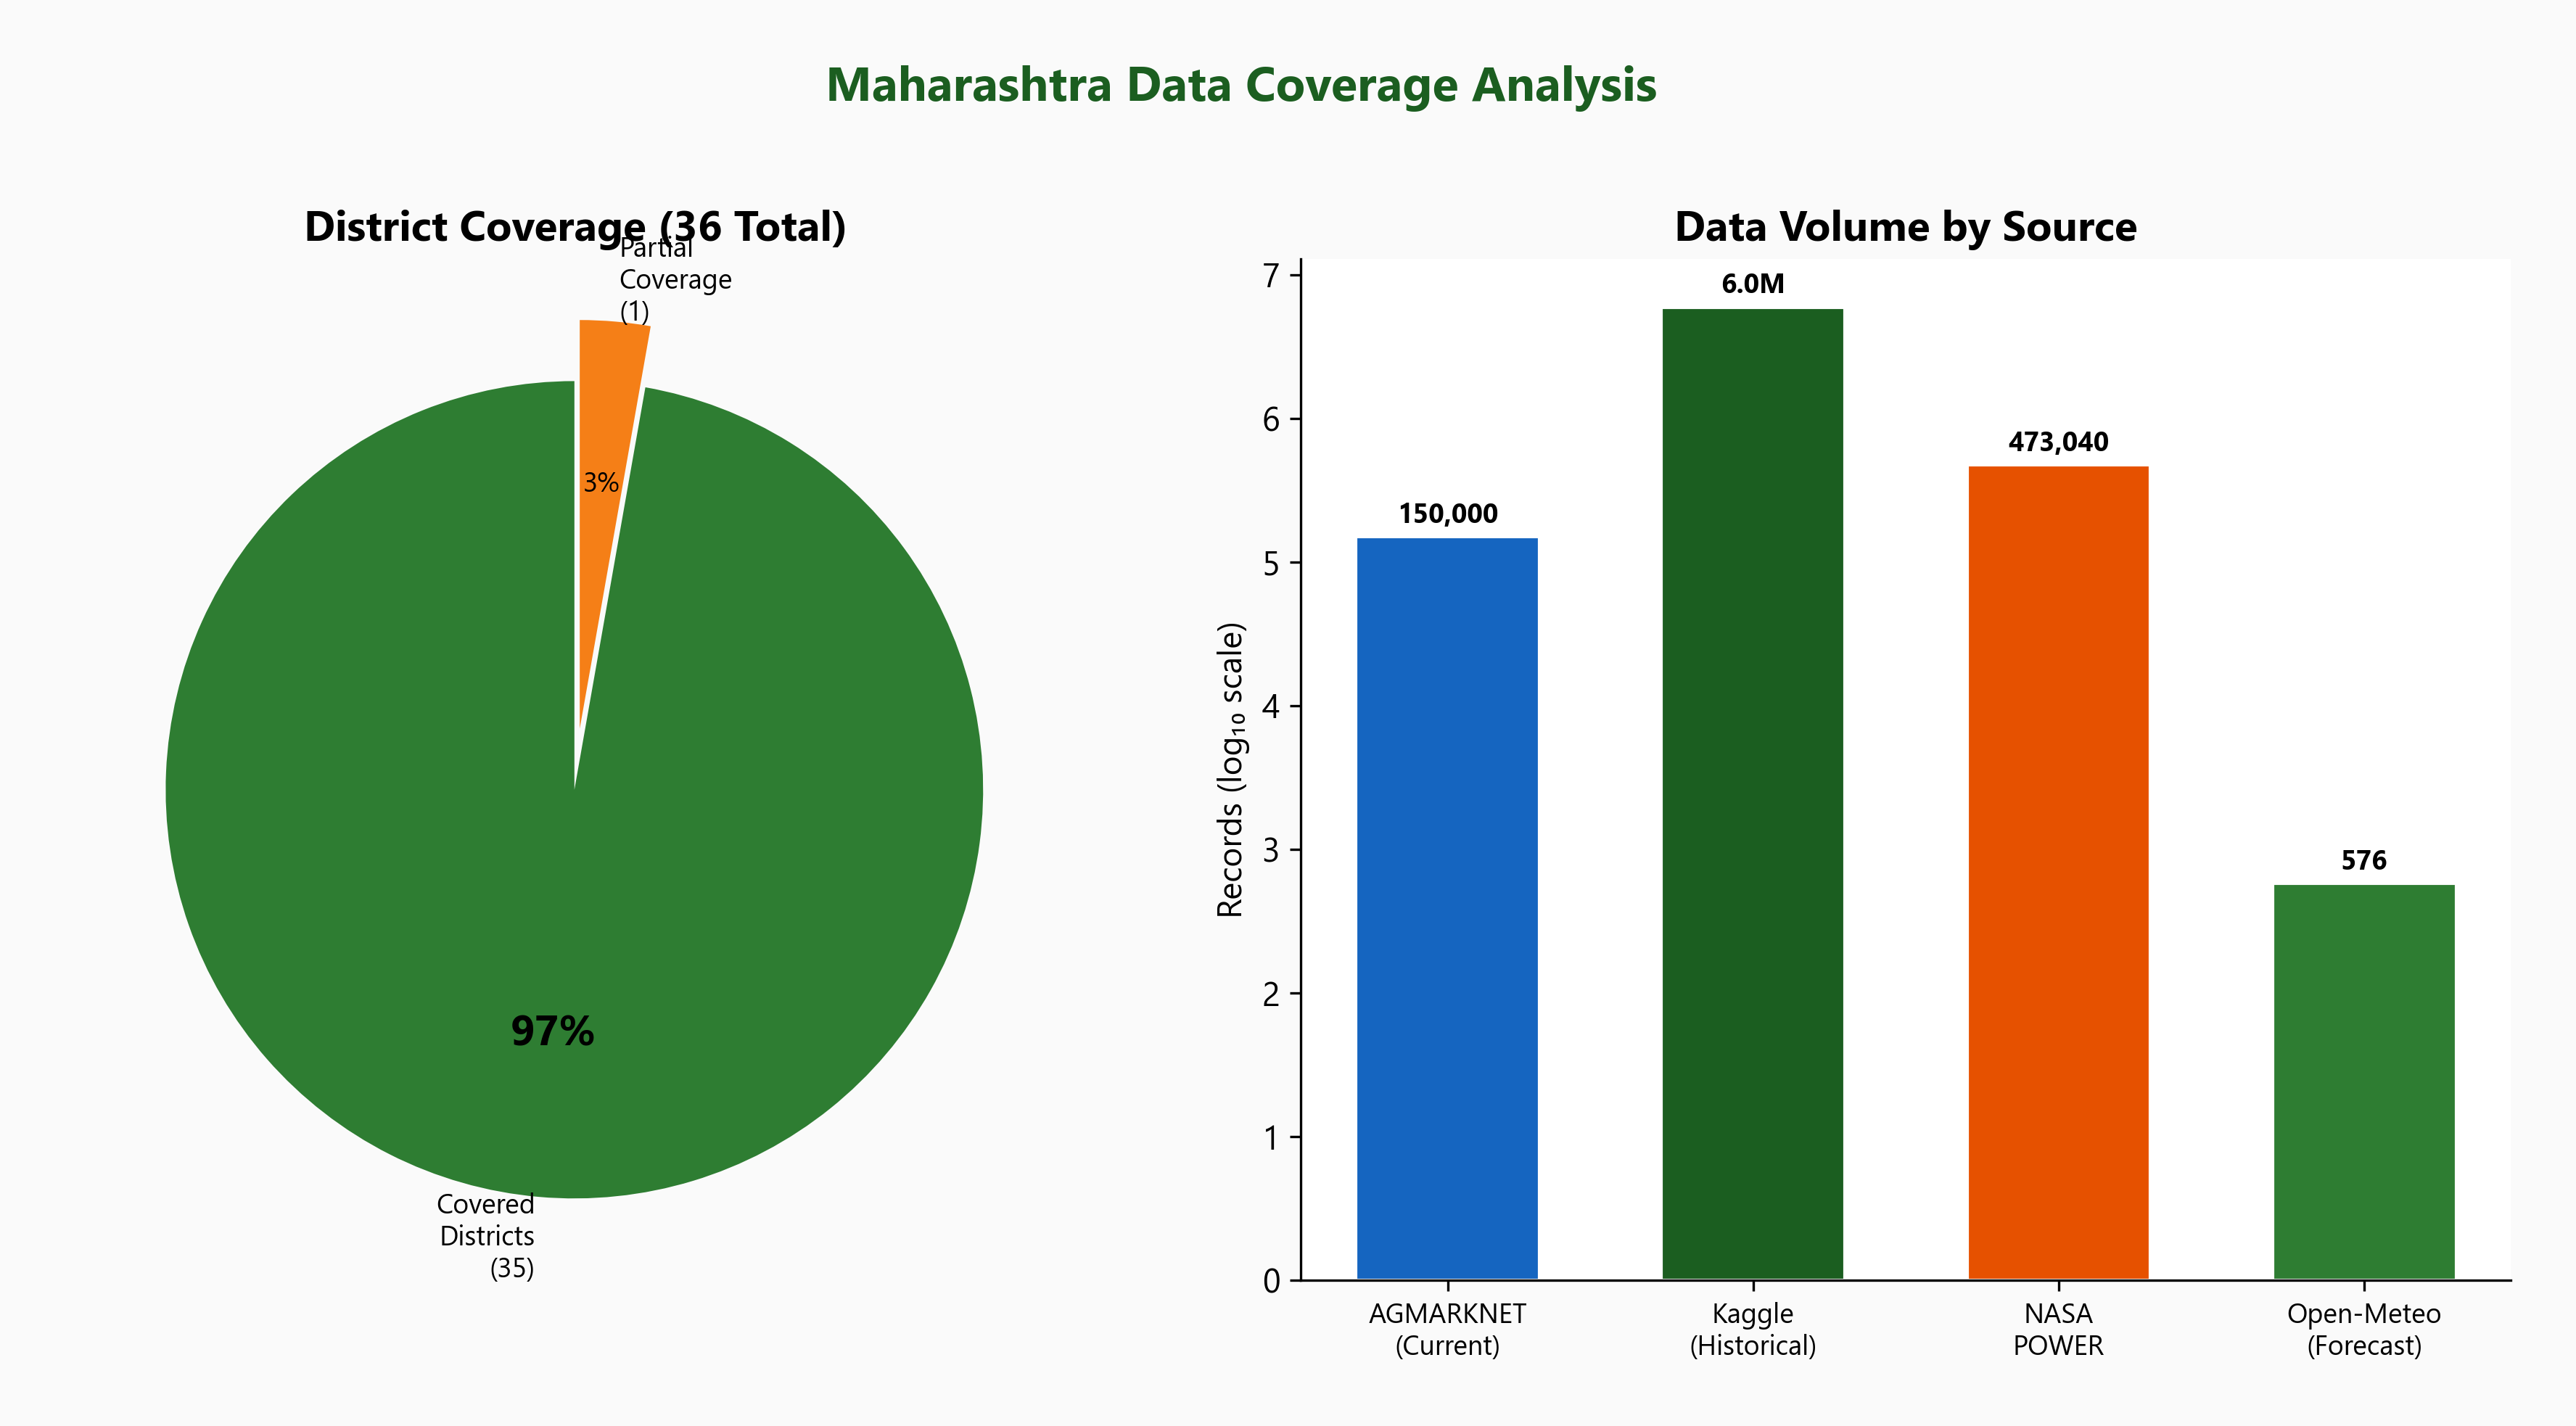 Maharashtra Data Coverage Analysis
District Coverage (36 Total)
Partial
Coverage
(1)
3%
97%
Covered
Districts
(35)
Data Volume by Source
Records (log₁₀ scale)
7
6
5
4
3
2
1
0
150,000
6.0M
473,040
576
AGMARKNET
(Current)
Kaggle
(Historical)
NASA
POWER
Open-Meteo
(Forecast)